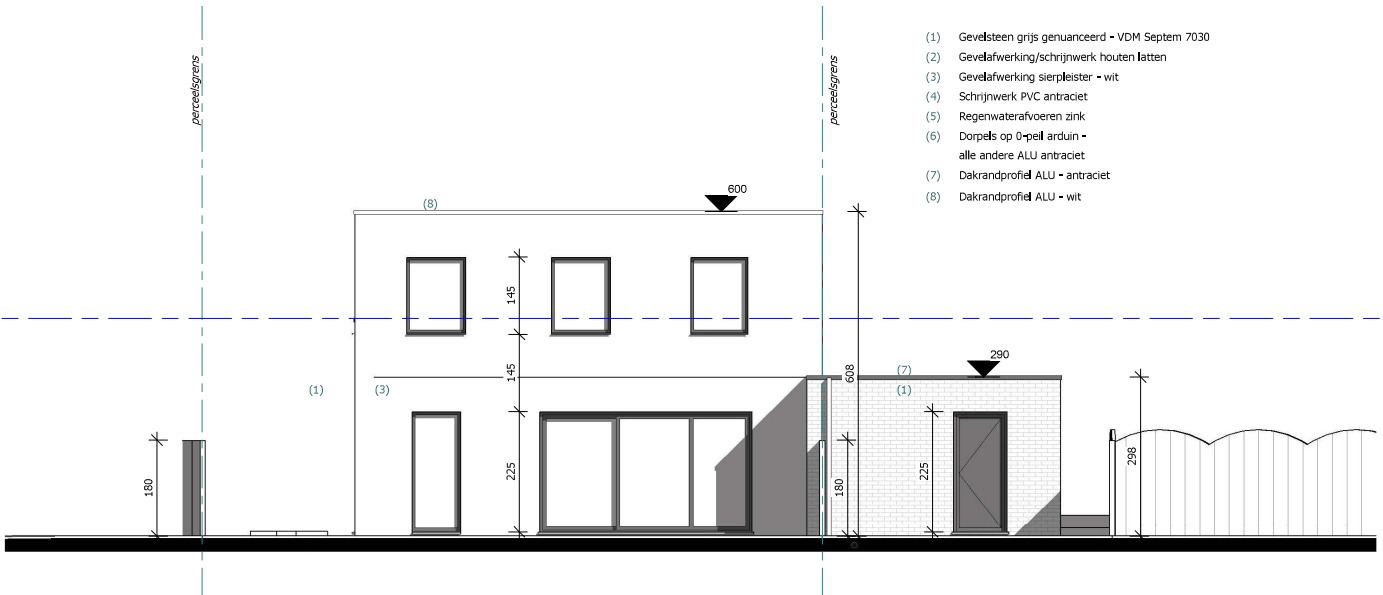 (1) Gevelsteen grijs genuanceerd - VDM Septem 7030
(2) Gevelafwerking/schrijnwerk houten latten
(3) Gevelafwerking sierpleister - wit
(4) Schrijnwerk PVC antraciet
(5) Regenwaterafvoeren zink
(6) Dorpels op 0-peil arduin -
alle andere ALU antraciet
(7) Dakrandprofiel ALU - antraciet
(8) Dakrandprofiel ALU - wit
perceelsgrens
perceelsgrens
(8)
600
145
145
225
608
290
(7)
(1)
(3)
(1)
180
180
225
298